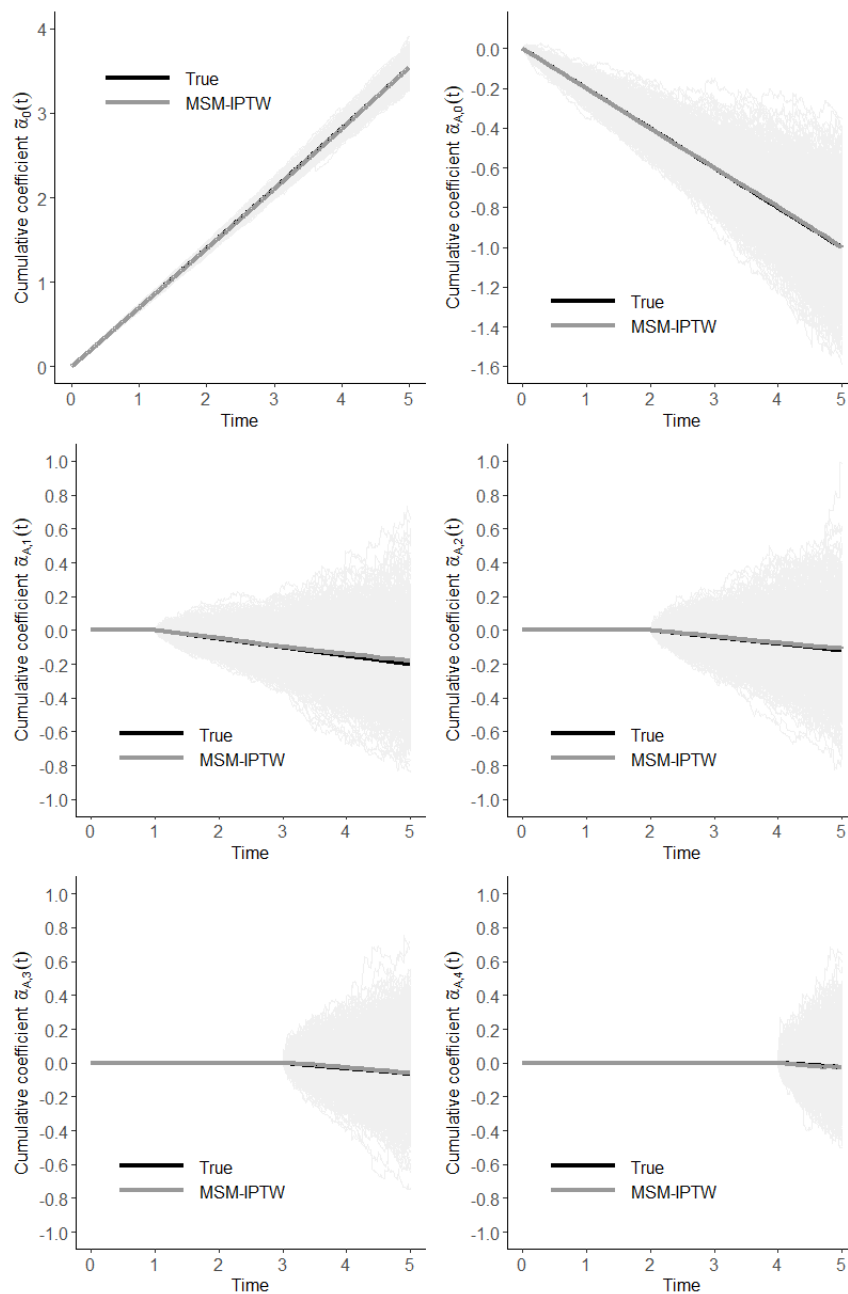 Cumulative coefficient α̃₀(t)
4
3
2
1
0
True
MSM-IPTW
0 1 2 3 4 5
Time
Cumulative coefficient α̃A,0(t)
0.0
-0.2
-0.4
-0.6
-0.8
-1.0
-1.2
-1.4
-1.6
True
MSM-IPTW
0 1 2 3 4 5
Time
Cumulative coefficient α̃A,1(t)
1.0
0.8
0.6
0.4
0.2
0.0
-0.2
-0.4
-0.6
-0.8
-1.0
True
MSM-IPTW
0 1 2 3 4 5
Time
Cumulative coefficient α̃A,2(t)
1.0
0.8
0.6
0.4
0.2
0.0
-0.2
-0.4
-0.6
-0.8
-1.0
True
MSM-IPTW
0 1 2 3 4 5
Time
Cumulative coefficient α̃A,3(t)
1.0
0.8
0.6
0.4
0.2
0.0
-0.2
-0.4
-0.6
-0.8
-1.0
True
MSM-IPTW
0 1 2 3 4 5
Time
Cumulative coefficient α̃A,4(t)
1.0
0.8
0.6
0.4
0.2
0.0
-0.2
-0.4
-0.6
-0.8
-1.0
True
MSM-IPTW
0 1 2 3 4 5
Time